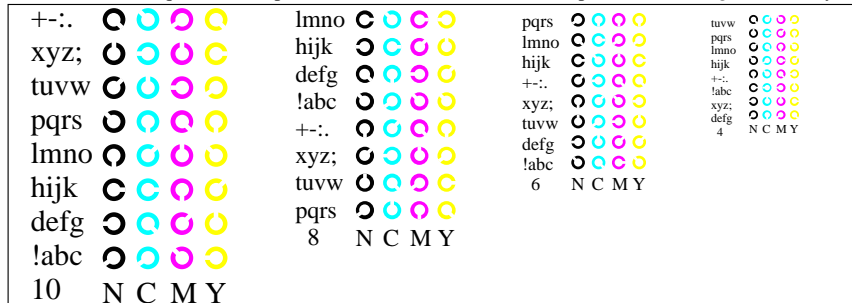 +-:.
xyz;
tuvw
pqrs
lmno
hijk
defg
!abc
10 N C M Y
lmno
hijk
defg
!abc
+-:.
xyz;
tuvw
pqrs
8 N C M Y
pqrs
lmno
hijk
+-:.
xyz;
tuvw
defg
!abc
6 N C M Y
tuvw
pqrs
lmno
hijk
+-:.
!abc
xyz;
defg
4 N C M Y